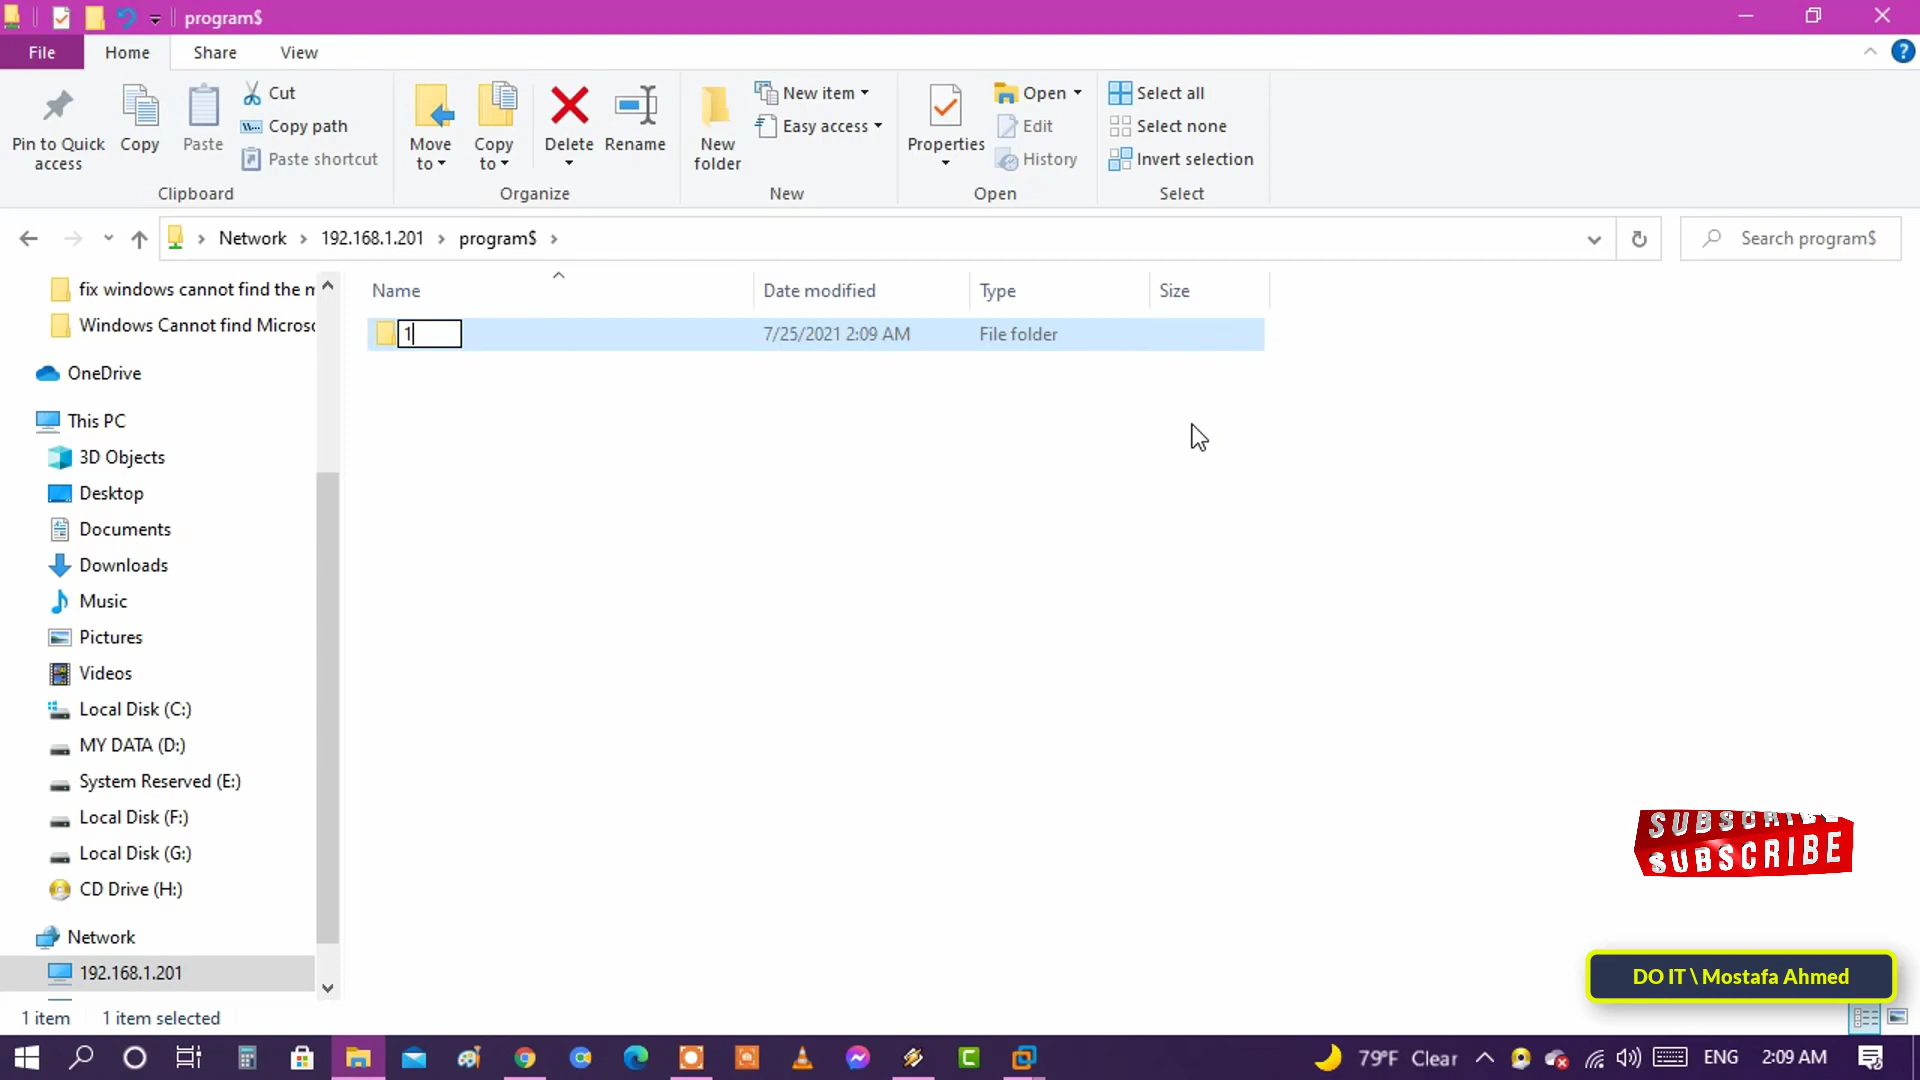 program$
File
Home
Share
View
Pin to Quick
access
Copy
Paste
Cut
Copy path
Paste shortcut
Clipboard
Move
to
Copy
to
Delete
Rename
Organize
New
folder
New item
Easy access
New
Properties
Open
Edit
History
Open
Select all
Select none
Invert selection
Select
Network
192.168.1.201
program$
Search program$
fix windows cannot find the m
Windows Cannot find Microso
OneDrive
This PC
3D Objects
Desktop
Documents
Downloads
Music
Pictures
Videos
Local Disk (C:)
MY DATA (D:)
System Reserved (E:)
Local Disk (F:)
Local Disk (G:)
CD Drive (H:)
Network
192.168.1.201
Name
Date modified
Type
Size
1
7/25/2021 2:09 AM
File folder
SUBSCRIBE
SUBSCRIBE
DO IT \ Mostafa Ahmed
1 item
1 item selected
79°F Clear
ENG
2:09 AM